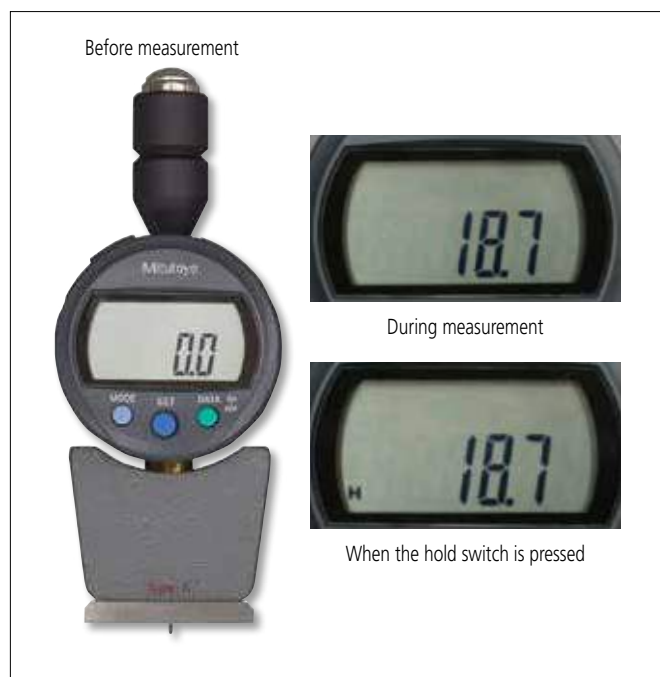 Before measurement
Mitutoyo
0.0
MODE SET DATA
18.7
During measurement
H 18.7
When the hold switch is pressed